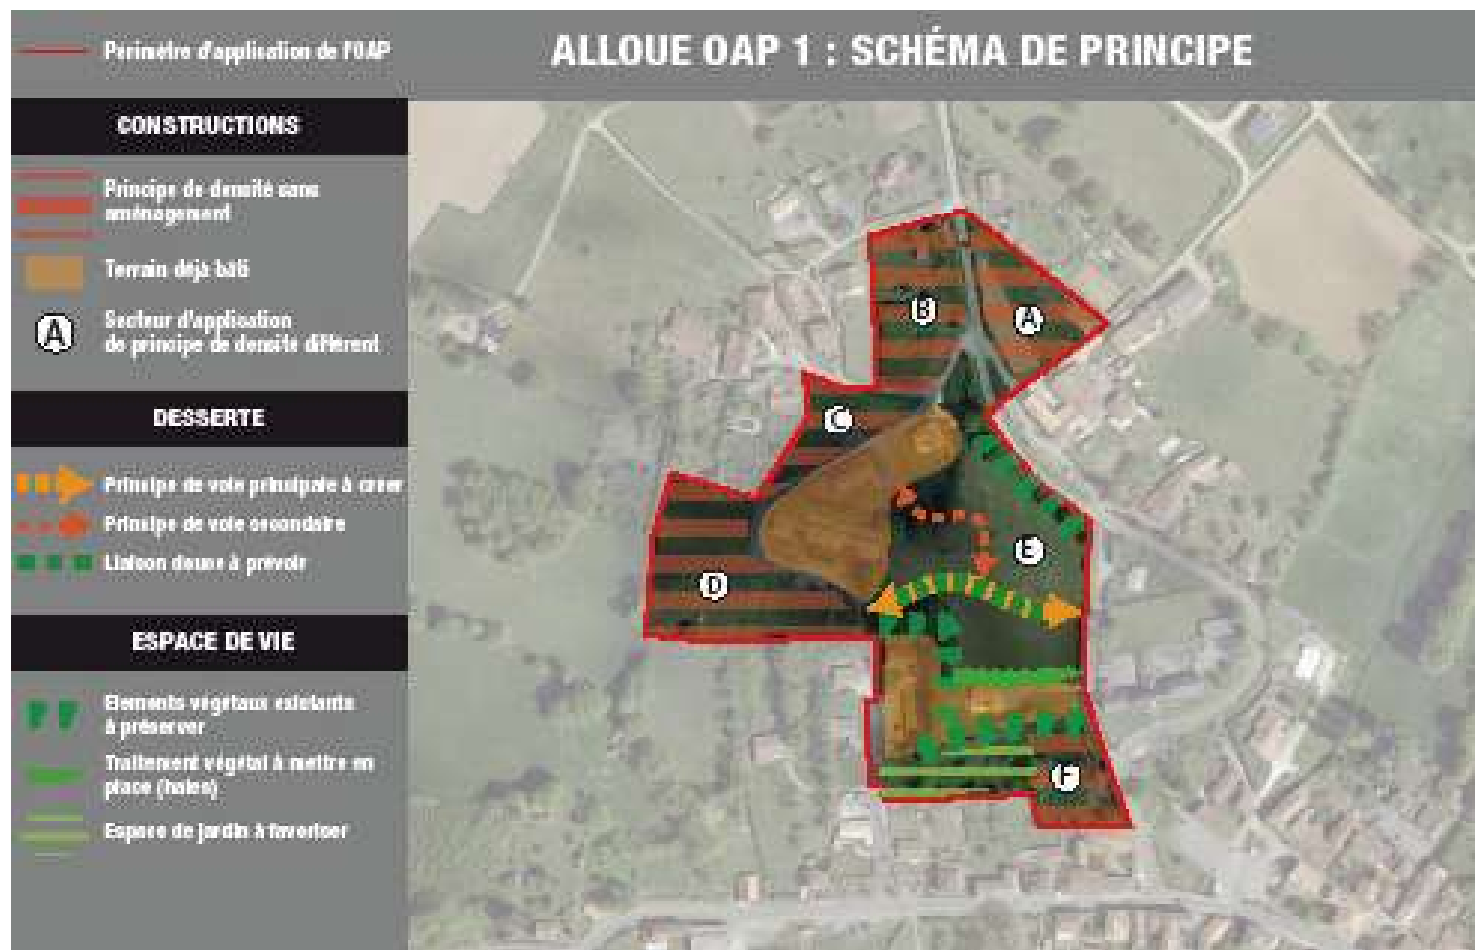 Périmètre d'application de l'OAP
ALLOUE OAP 1 : SCHÉMA DE PRINCIPE
CONSTRUCTIONS
Principe de densité sans
aménagement
Terrain déjà bâti
A
Secteur d'application
de principe de densité différent
DESSERTE
Principe de voie principale à créer
Principe de voie secondaire
Liaison douce à prévoir
ESPACE DE VIE
Elements végétaux existants
à préserver
Traitement végétal à mettre en
place (haies)
Espace de jardin à favoriser
B
A
C
E
D
F